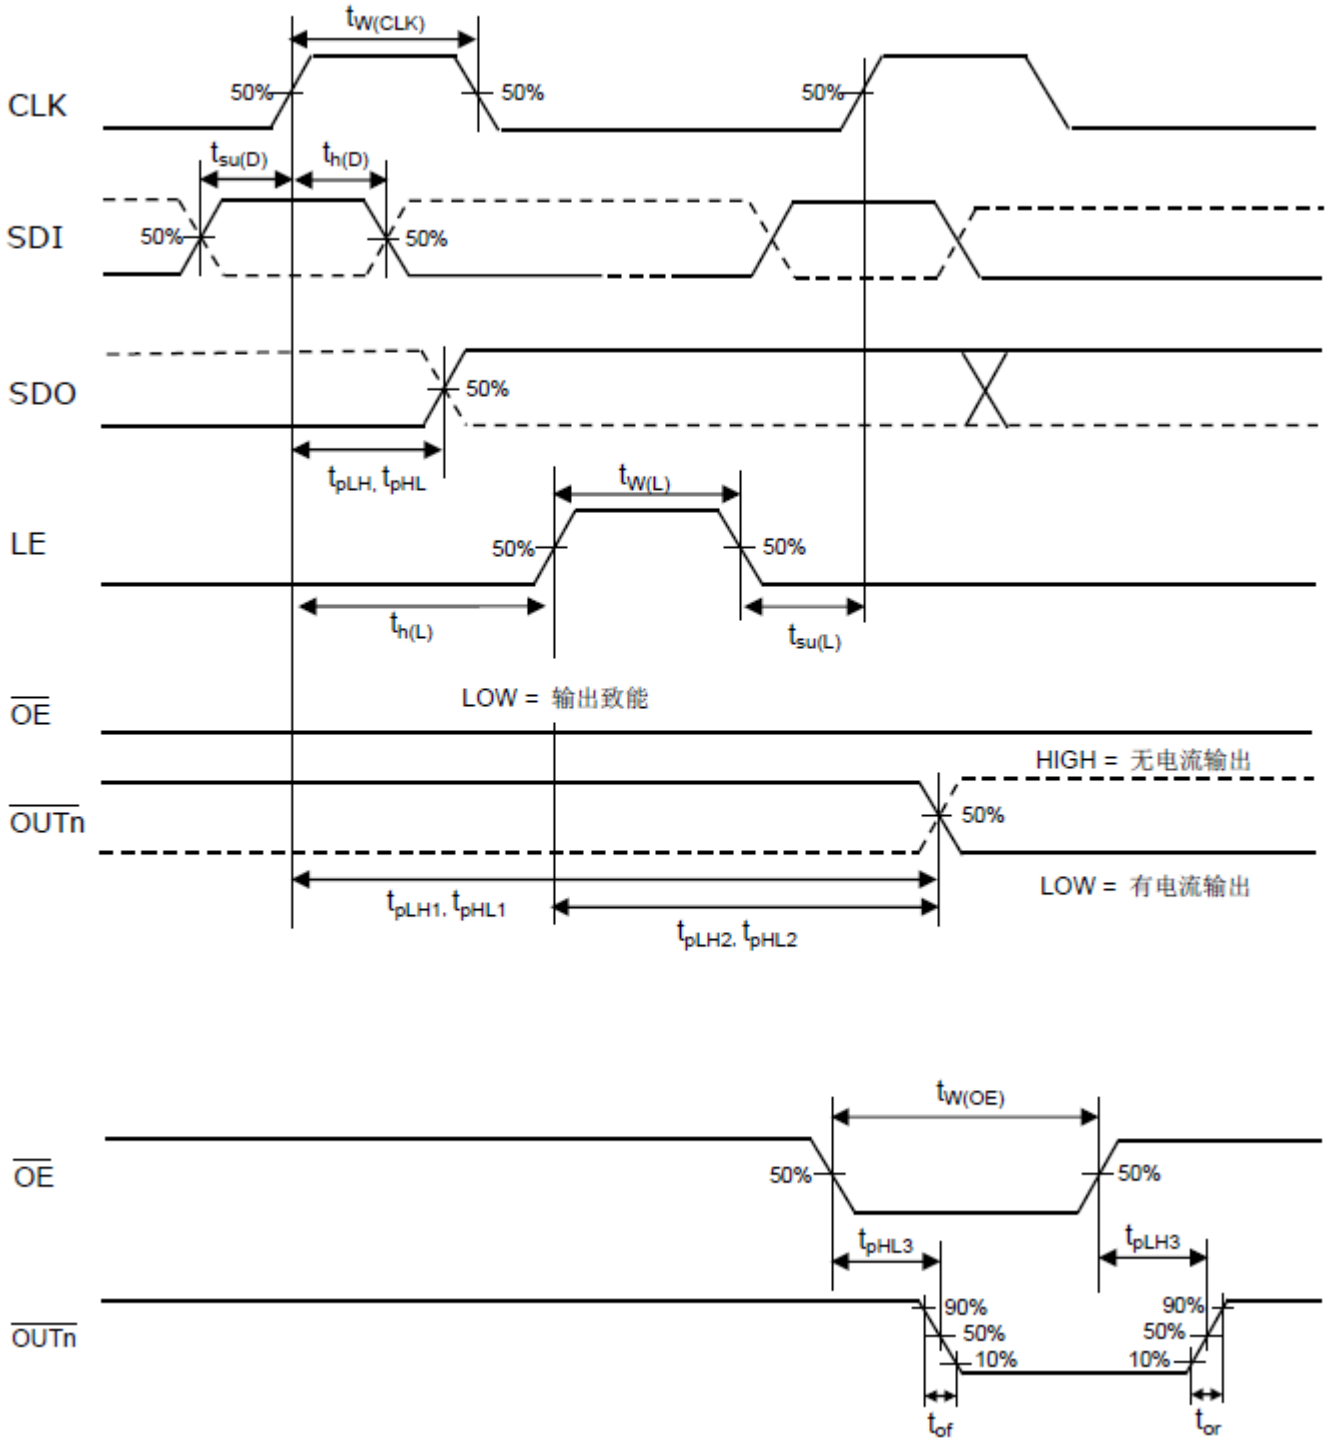 tW(CLK)
CLK 50% 50% 50%
tsu(D) th(D)
SDI 50% 50%
SDO 50%
tpLH, tpHL
tW(L)
LE 50% 50%
th(L) tsu(L)
LOW = 输出致能
OE
HIGH = 无电流输出
OUTn 50%
LOW = 有电流输出
tpLH1, tpHL1
tpLH2, tpHL2
tW(OE)
OE 50% 50%
tpHL3 tpLH3
90% 90%
OUTn 50% 50%
10% 10%
tof tor